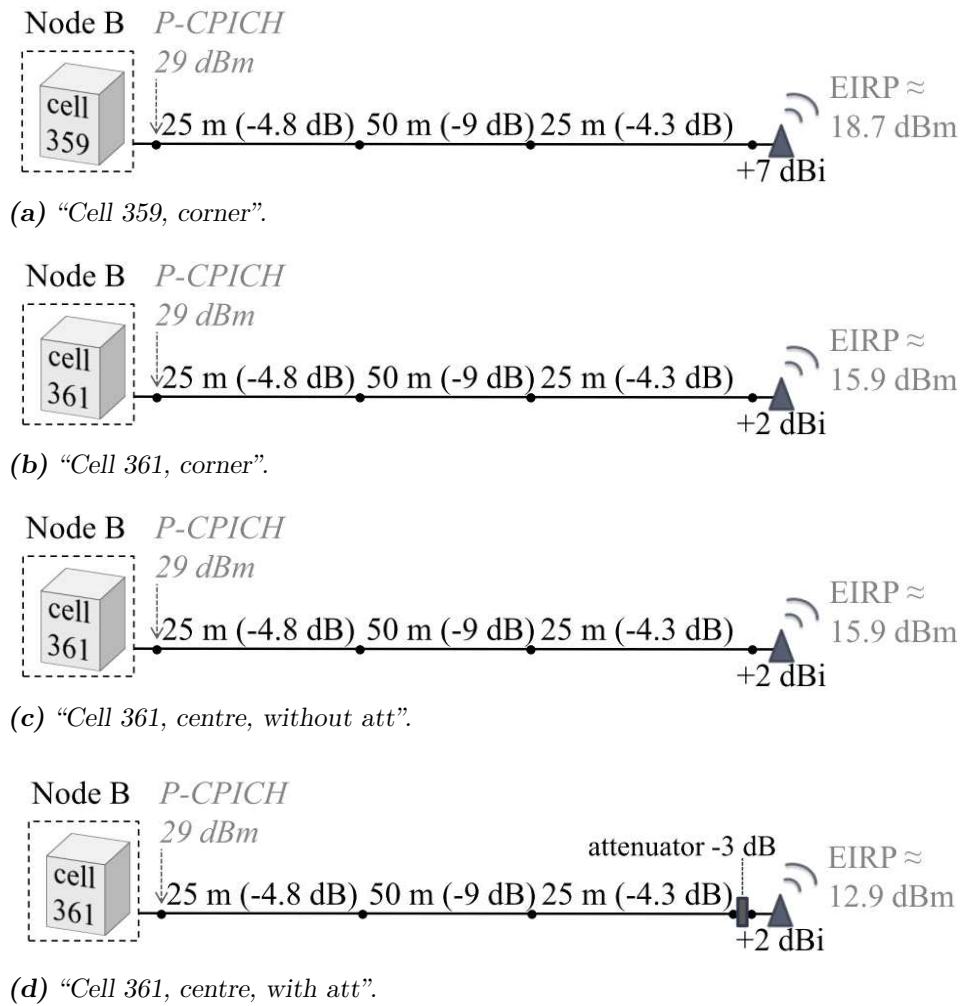 Node B P-CPICH
29 dBm
cell
359
25 m (-4.8 dB) 50 m (-9 dB) 25 m (-4.3 dB)
+7 dBi
EIRP ≈
18.7 dBm
(a) “Cell 359, corner”.
Node B P-CPICH
29 dBm
cell
361
25 m (-4.8 dB) 50 m (-9 dB) 25 m (-4.3 dB)
+2 dBi
EIRP ≈
15.9 dBm
(b) “Cell 361, corner”.
Node B P-CPICH
29 dBm
cell
361
25 m (-4.8 dB) 50 m (-9 dB) 25 m (-4.3 dB)
+2 dBi
EIRP ≈
15.9 dBm
(c) “Cell 361, centre, without att”.
Node B P-CPICH
29 dBm
cell
361
25 m (-4.8 dB) 50 m (-9 dB) 25 m (-4.3 dB)
attenuator -3 dB
+2 dBi
EIRP ≈
12.9 dBm
(d) “Cell 361, centre, with att”.